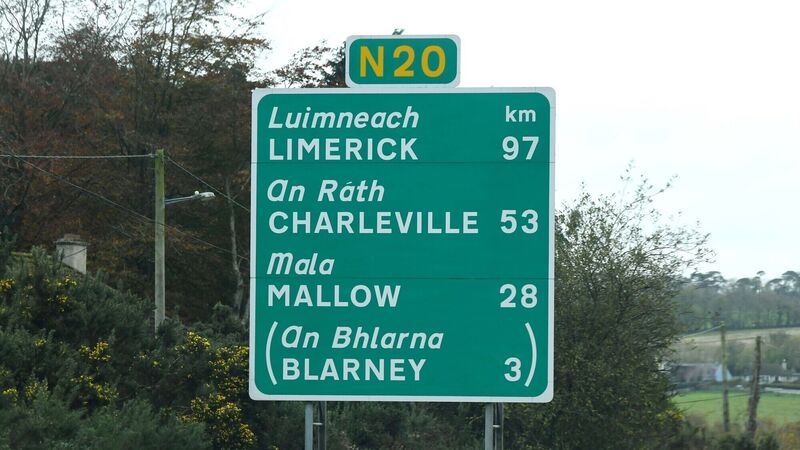 N20
Luimneach km
LIMERICK 97
An Ráth
CHARLEVILLE 53
Mala
MALLOW 28
(An Bhlarna
BLARNEY 3)